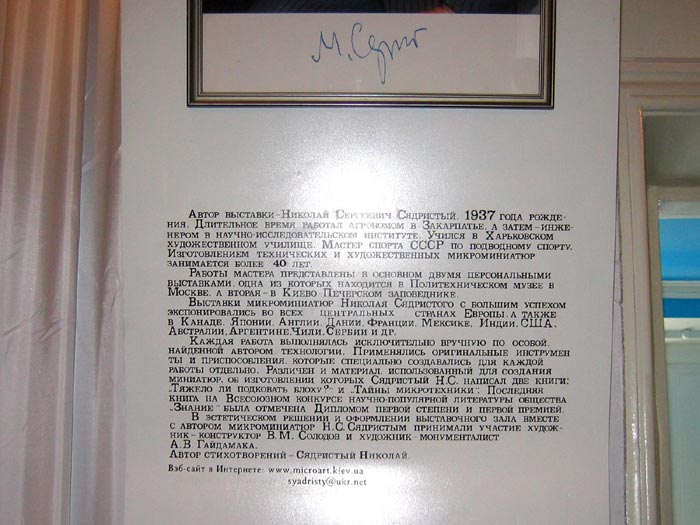 Автор выставки-Николай Сергеевич Сядристый, 1937 года рожде-
ния. Длительное время работал агрономом в Закарпатье, а затем-инже-
нером в научно-исследовательском институте. Учился в Харьковском
художественном училище. Мастер спорта СССР по подводному спорту.
Изготовлением технических и художественных микроминиатюр
занимается более 40 лет.
Работы мастера представлены в основном двумя персональными
выставками, одна из которых находится в Политехническом музее в
Москве, а вторая-в Киево-Печерском заповеднике.
Выставки микроминиатюр Николая Сядристого с большим успехом
экспонировались во всех центральных странах Европы, а также
в Канаде, Японии, Англии, Дании, Франции, Мексике, Индии, США,
Австралии, Аргентине, Чили, Сербии и др.
Каждая работа выполнялась исключительно вручную по особой,
найденной автором технологии. Применялись оригинальные инструмен
ты и приспособления, которые специально создавались для каждой
работы отдельно. Различен и материал, использованный для создания
миниатюр, об изготовлении которых Сядристый Н.С. написал две книги:
"Тяжело ли подковать блоху?" и "Тайны микротехники". Последняя
книга на Всесоюзном конкурсе научно-популярной литературы общества
"Знание" была отмечена Дипломом первой степени и первой премией.
В эстетическом решении и оформлении выставочного зала вместе
с автором микроминиатюр Н.С. Сядристым принимали участие худож-
ник-конструктор В.М. Солодов и художник-монументалист
А.В Гайдамака.
Автор стихотворений-Сядристый Николай.
Вэб-сайт в Интернете: www.microart.kiev.ua
syadristy@ukr.net